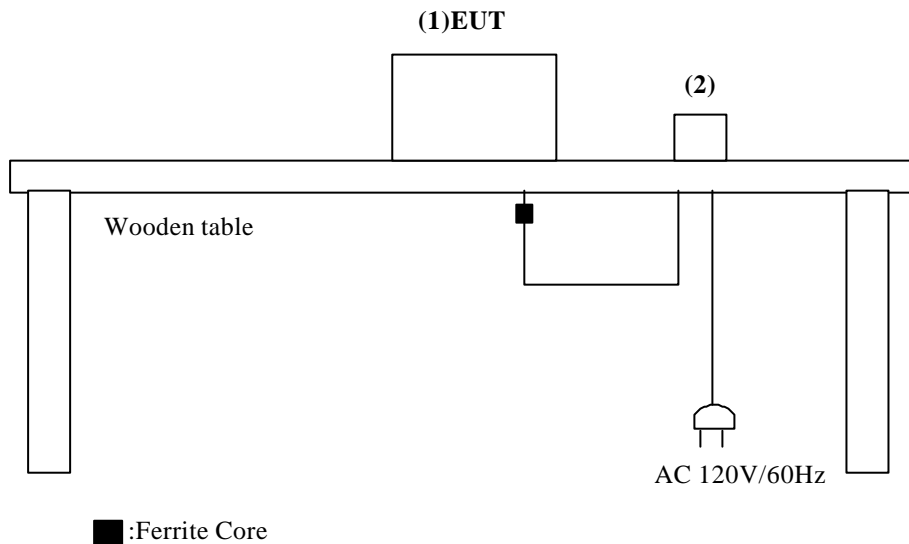 (1)EUT
(2)
Wooden table
AC 120V/60Hz
:Ferrite Core